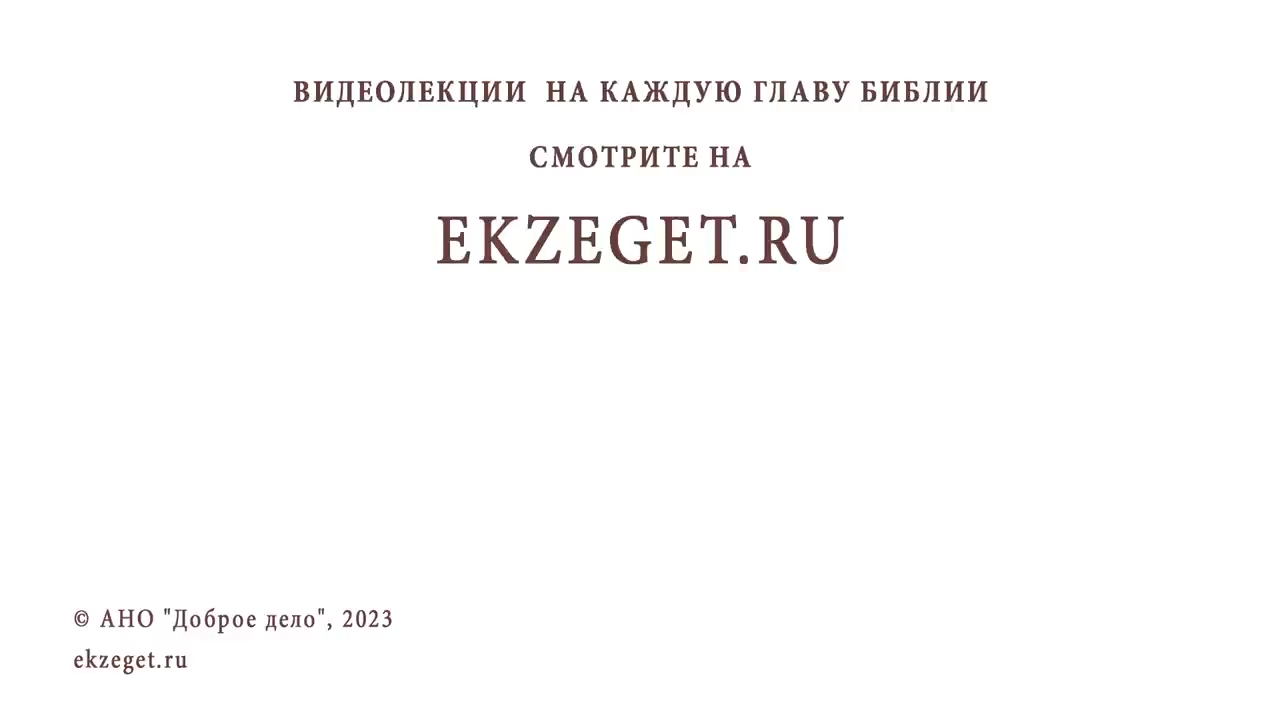 ВИДЕОЛЕКЦИИ НА КАЖДУЮ ГЛАВУ БИБЛИИ
СМОТРИТЕ НА
EKZEGET.RU
© АНО "Доброе дело", 2023
ekzeget.ru